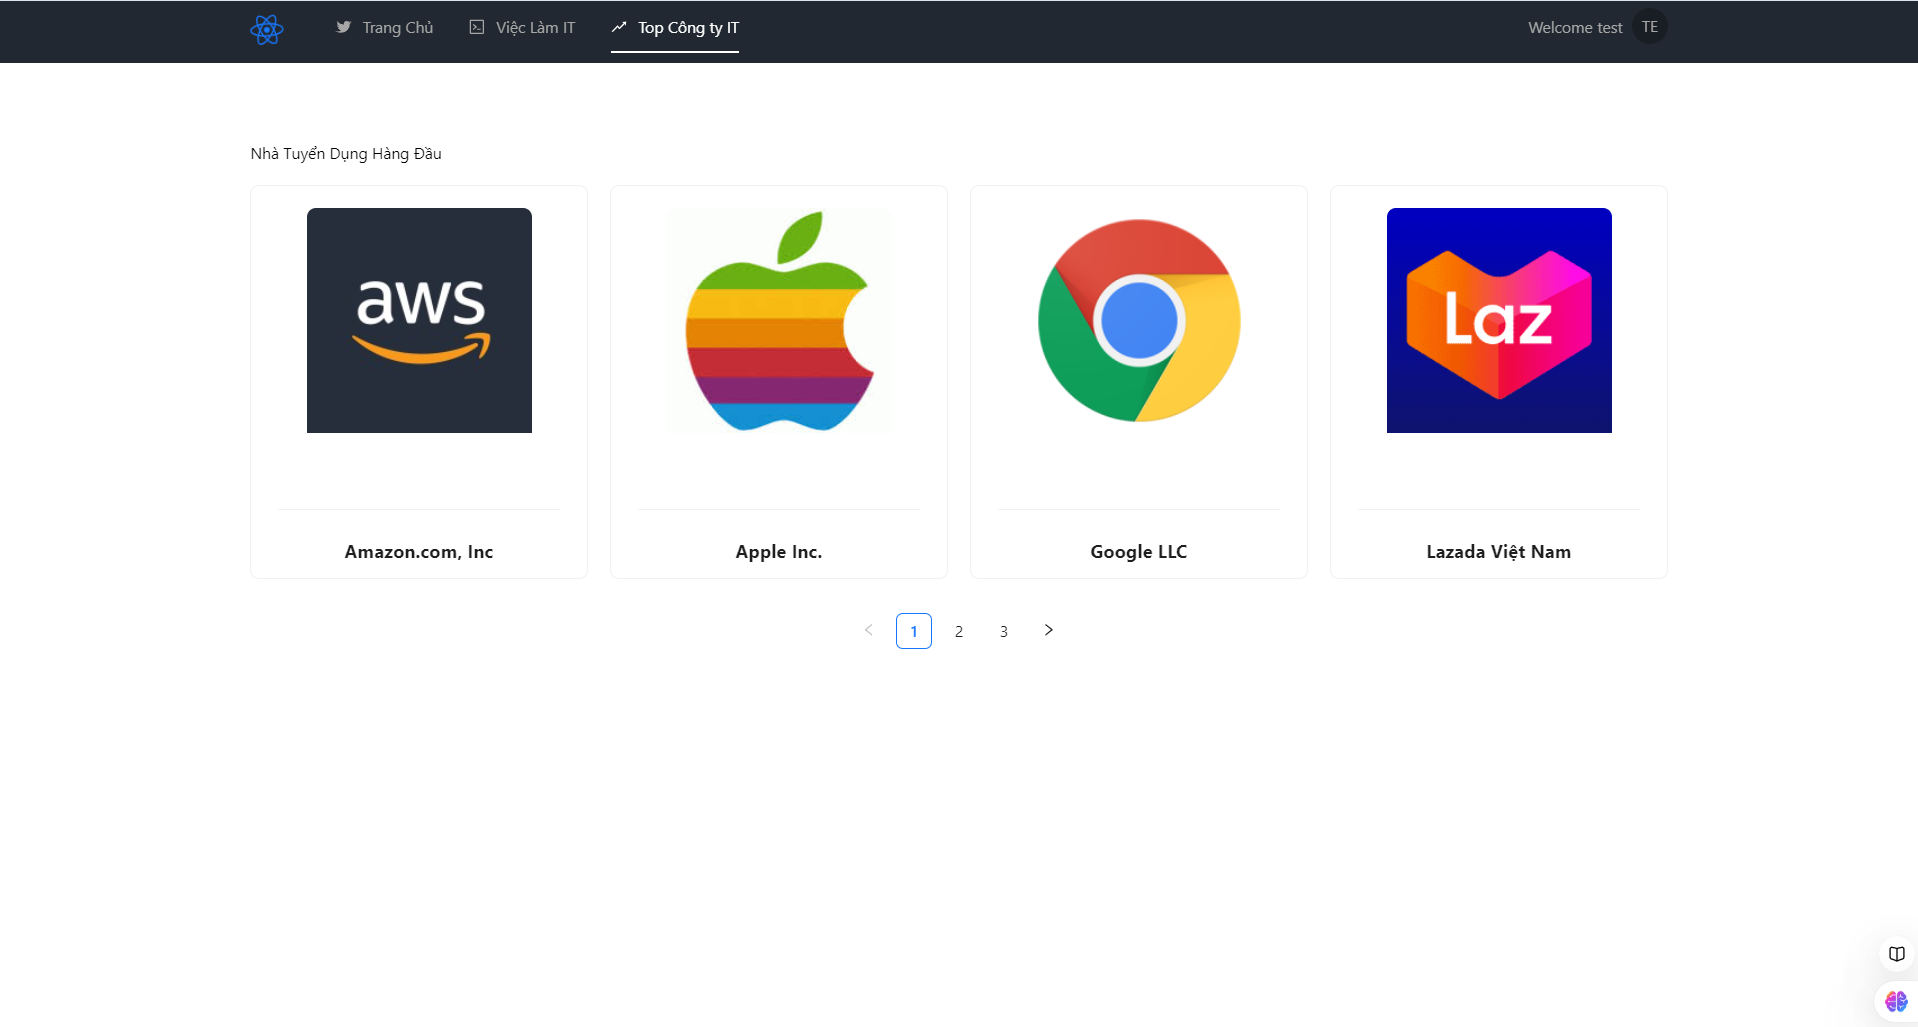 Trang Chủ
Việc Làm IT
Top Công ty IT
Welcome test
TE
Nhà Tuyển Dụng Hàng Đầu
aws
Laz
Amazon.com, Inc
Apple Inc.
Google LLC
Lazada Việt Nam
1 2 3